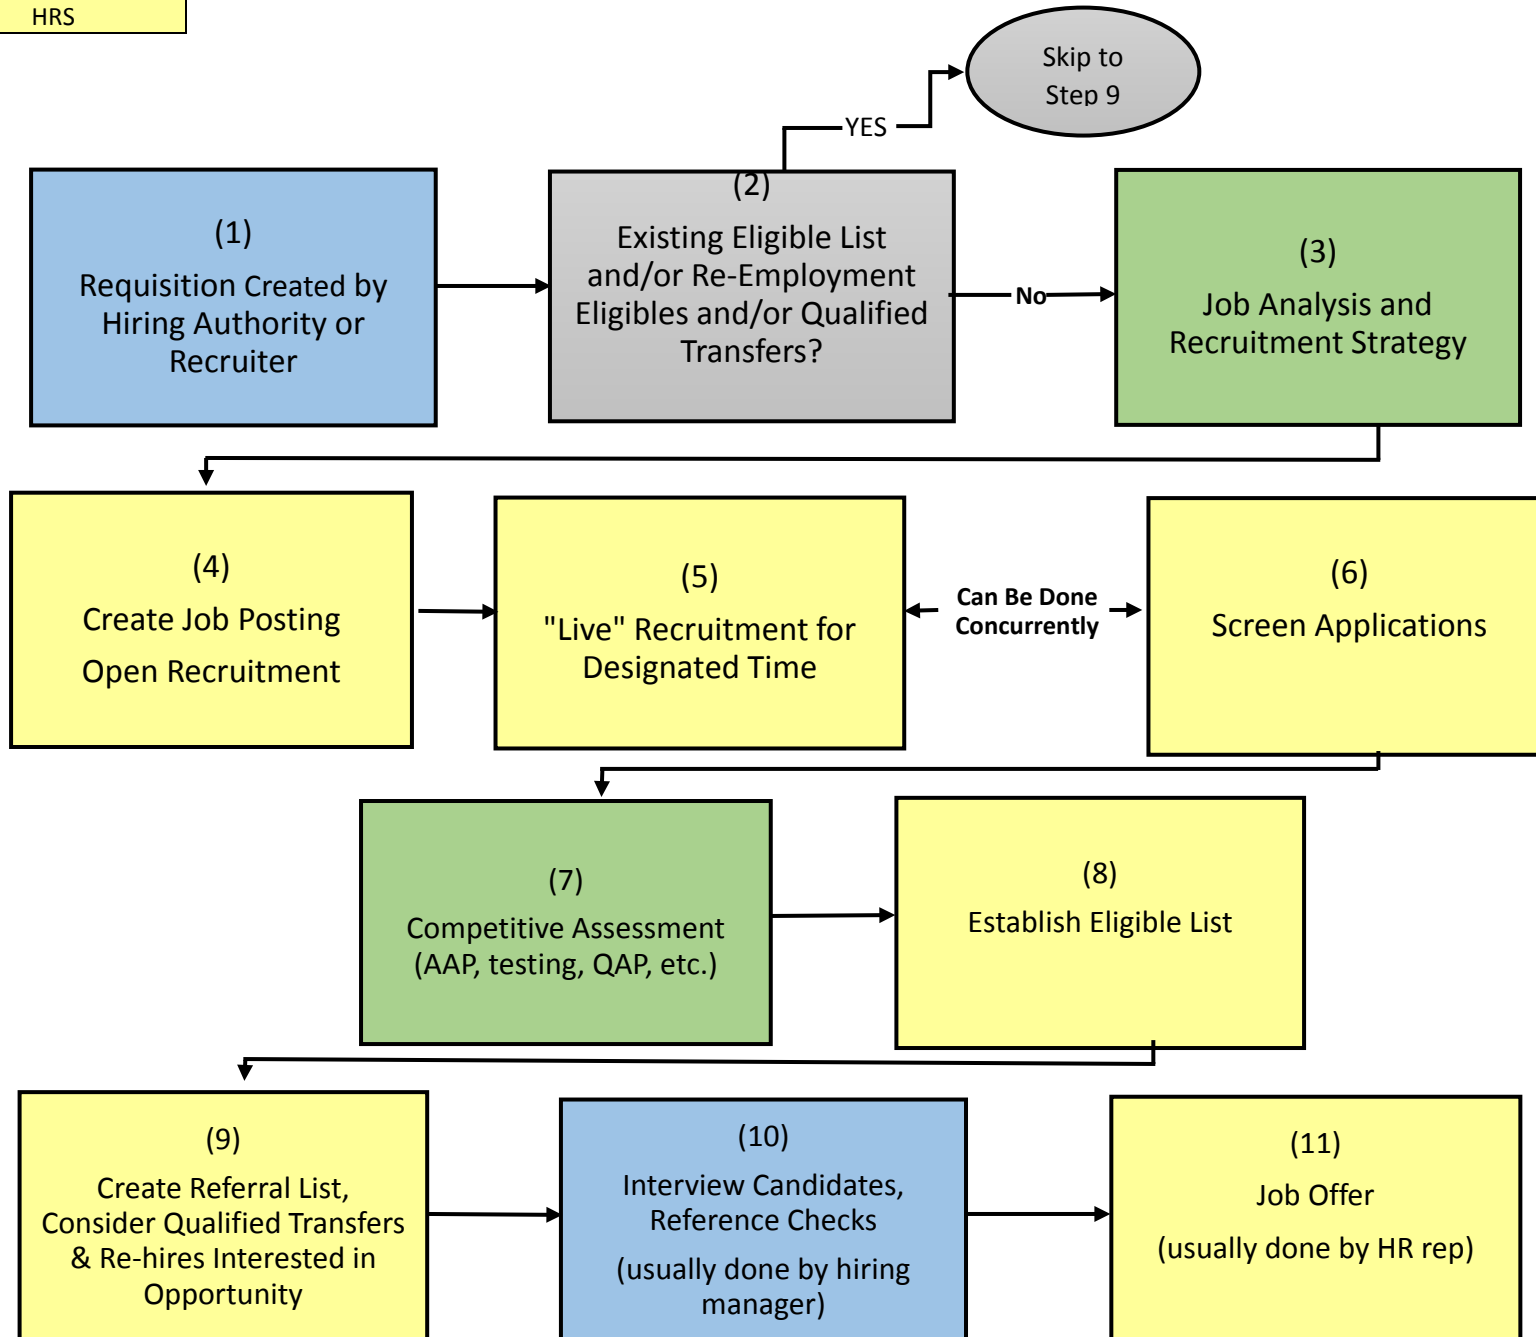 HRS
Skip to
Step 9
YES
(1)
Requisition Created by
Hiring Authority or
Recruiter
(2)
Existing Eligible List
and/or Re-Employment
Eligibles and/or Qualified
Transfers?
No
(3)
Job Analysis and
Recruitment Strategy
(4)
Create Job Posting
Open Recruitment
(5)
"Live" Recruitment for
Designated Time
Can Be Done
Concurrently
(6)
Screen Applications
(7)
Competitive Assessment
(AAP, testing, QAP, etc.)
(8)
Establish Eligible List
(9)
Create Referral List,
Consider Qualified Transfers
& Re-hires Interested in
Opportunity
(10)
Interview Candidates,
Reference Checks
(usually done by hiring
manager)
(11)
Job Offer
(usually done by HR rep)